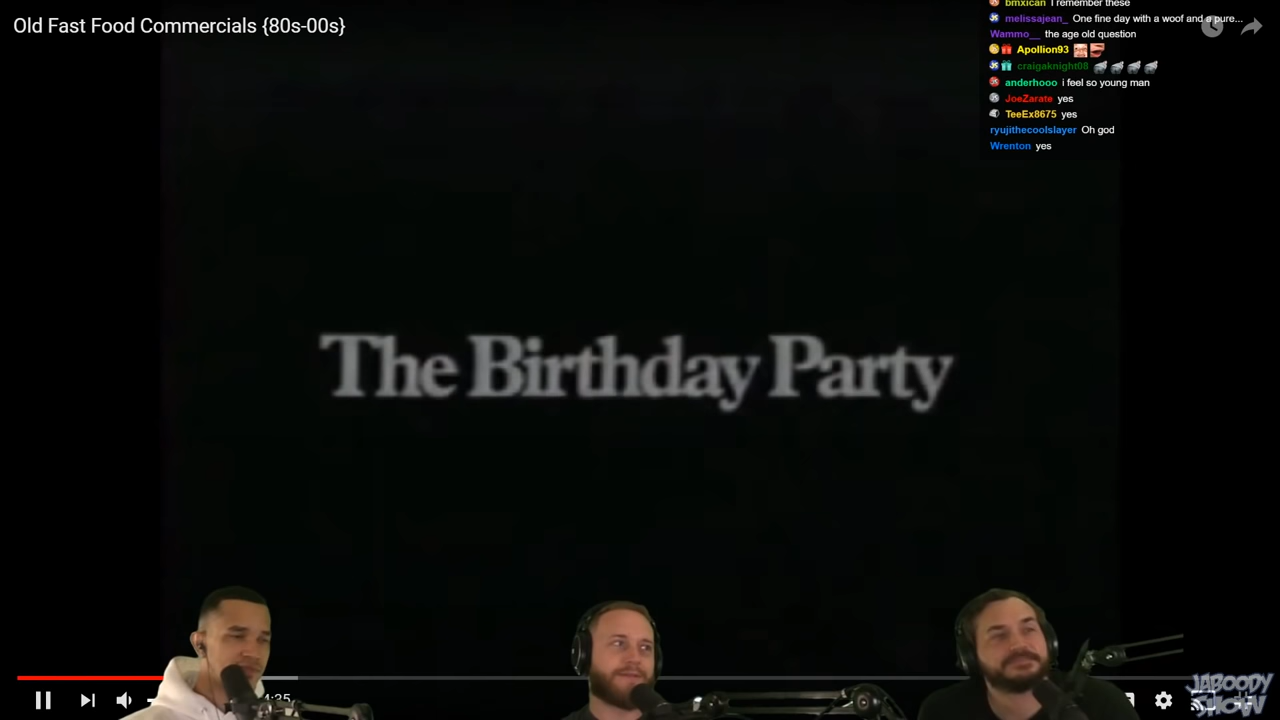 Old Fast Food Commercials {80s-00s}
bmxican I remember these
melissajean_ One fine day with a woof and a pure...
Wammo__ the age old question
Apollion93
craigaknight08
anderhooo i feel so young man
JoeZarate yes
TeeEx8675 yes
ryujithecoolslayer Oh god
Wrenton yes
The Birthday Party
4:35
JABOODY
SHOW